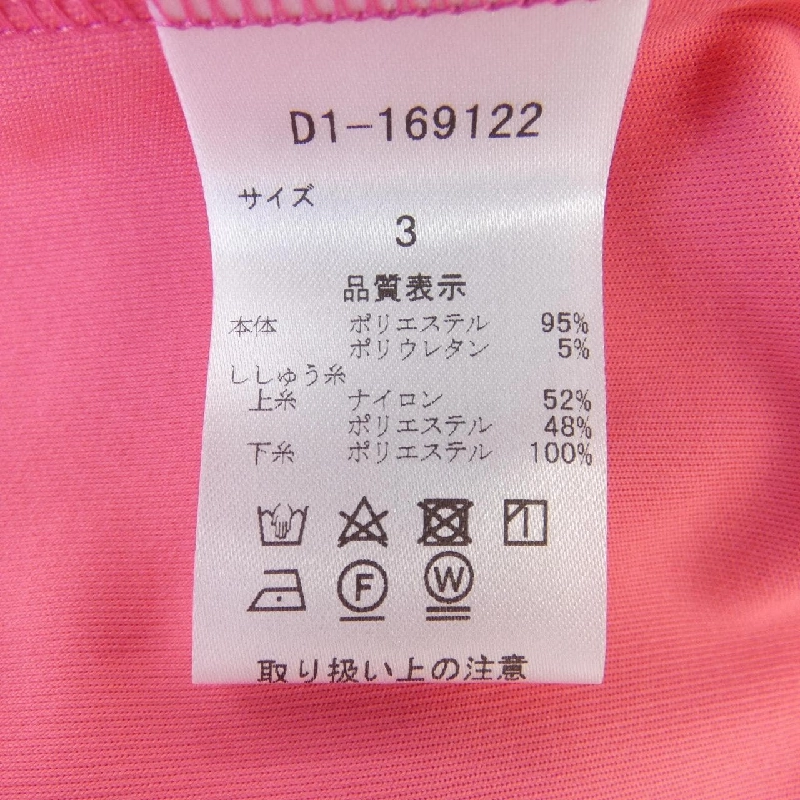 D1-169122
サイズ
3
品質表示
本体 ポリエステル 95%
ポリウレタン 5%
ししゅう糸
上糸 ナイロン 52%
ポリエステル 48%
下糸 ポリエステル 100%
F W
取り扱い上の注意